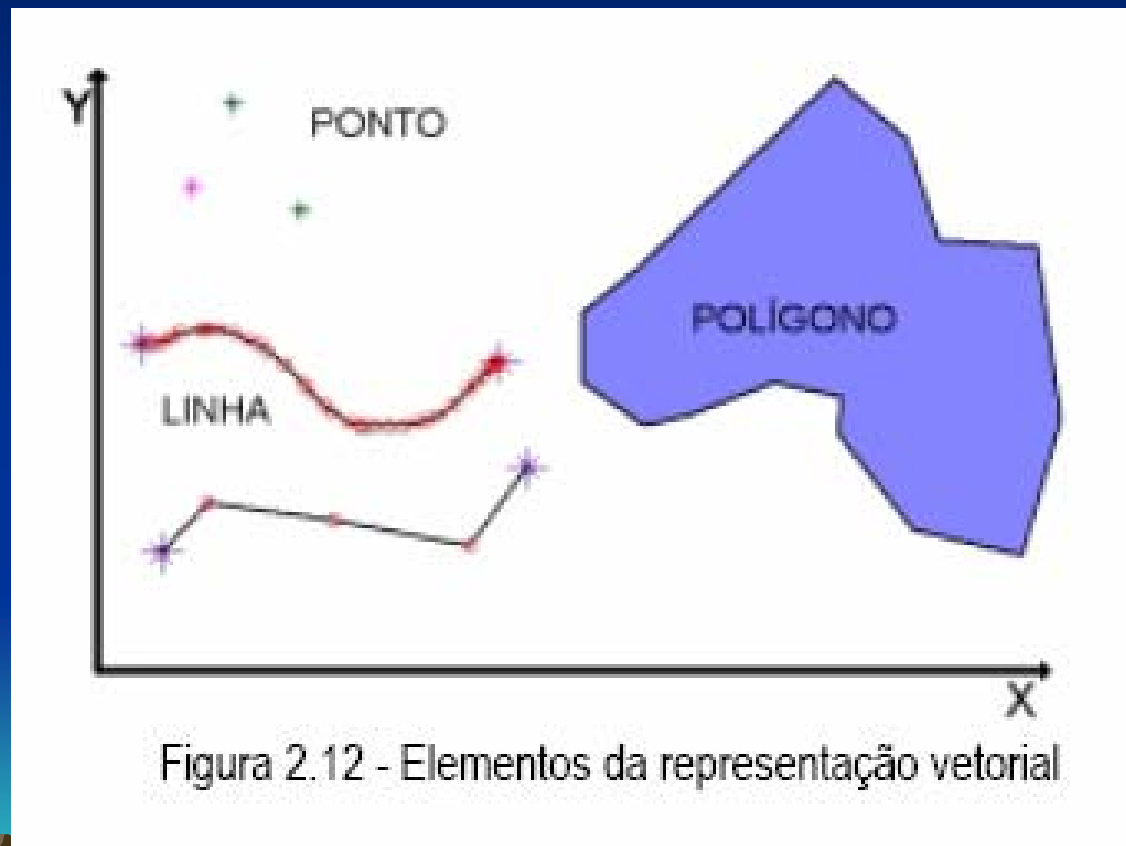 Y
PONTO
POLÍGONO
LINHA
X
Figura 2.12 - Elementos da representação vetorial